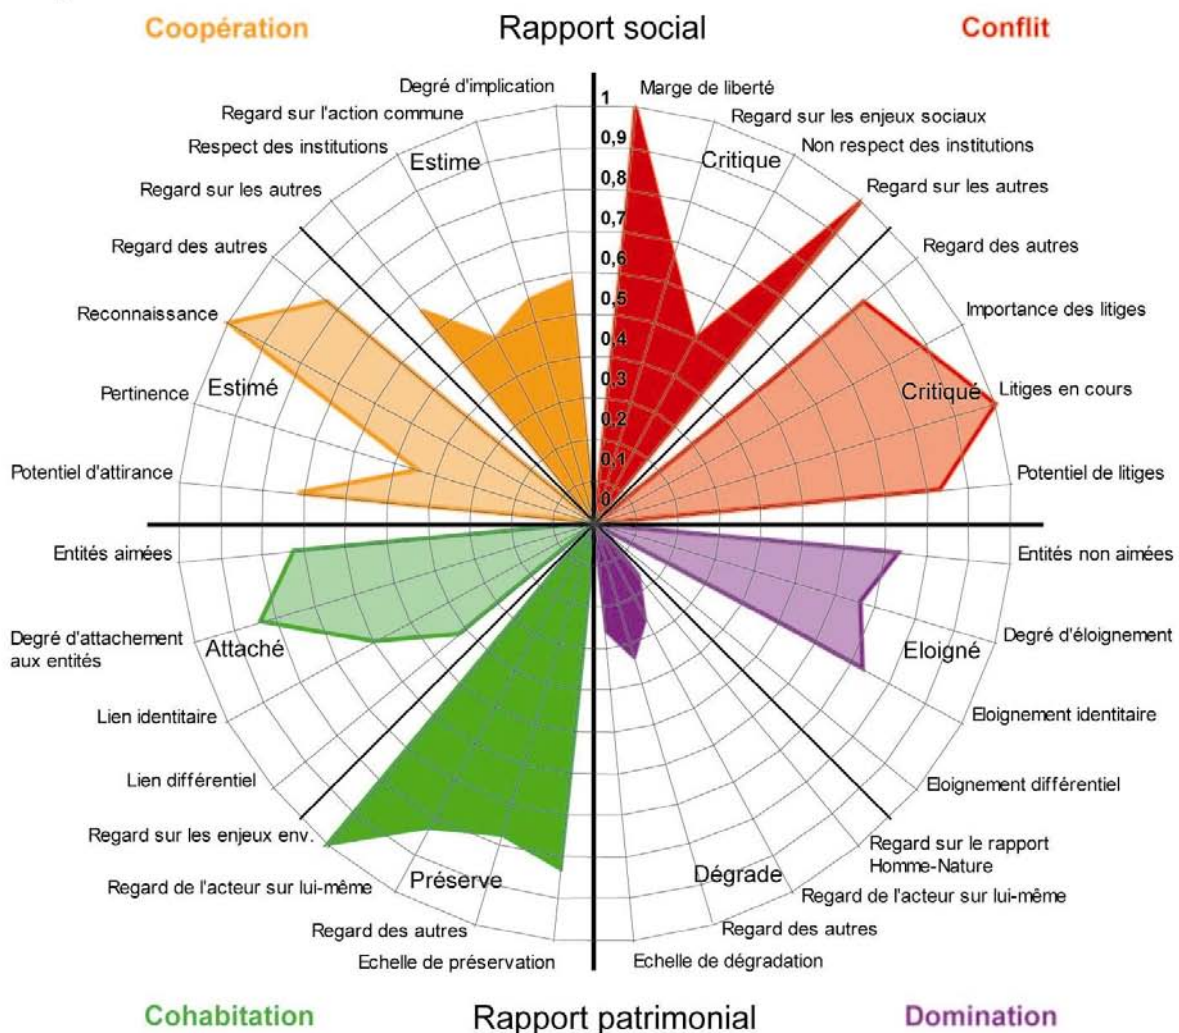 Coopération
Rapport social
Conflit
Degré d'implication
Marge de liberté
Regard sur l'action commune
Regard sur les enjeux sociaux
Respect des institutions
Non respect des institutions
Estime
Critique
Regard sur les autres
Regard sur les autres
Regard des autres
Regard des autres
Reconnaissance
Importance des litiges
Pertinence
Estimé
Critiqué
Litiges en cours
Potentiel d'attirance
Potentiel de litiges
1
0,9
0,8
0,7
0,6
0,5
0,4
0,3
0,2
0,1
0
Entités aimées
Entités non aimées
Degré d'attachement
aux entités
Attaché
Eloigné
Degré d'éloignement
Lien identitaire
Eloignement identitaire
Lien différentiel
Eloignement différentiel
Regard sur les enjeux env.
Regard sur le rapport
Homme-Nature
Regard de l'acteur sur lui-même
Préserve
Dégrade
Regard de l'acteur sur lui-même
Regard des autres
Regard des autres
Echelle de préservation
Echelle de dégradation
Cohabitation
Rapport patrimonial
Domination